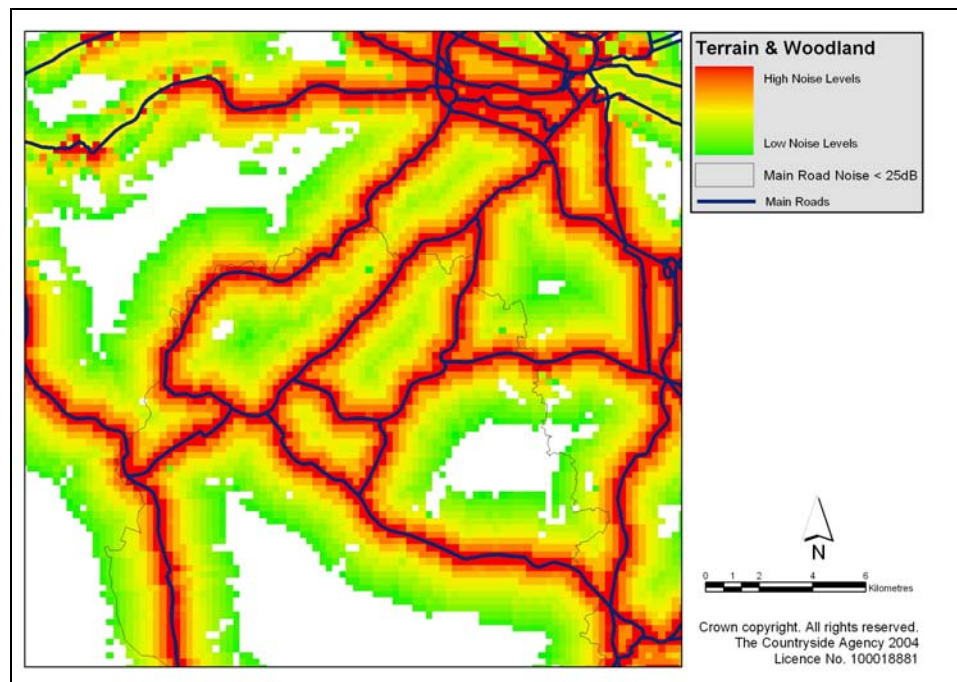 Terrain & Woodland
High Noise Levels
Low Noise Levels
Main Road Noise < 25dB
Main Roads
N
0 1 2 4 6
Kilometres
Crown copyright. All rights reserved.
The Countryside Agency 2004
Licence No. 100018881